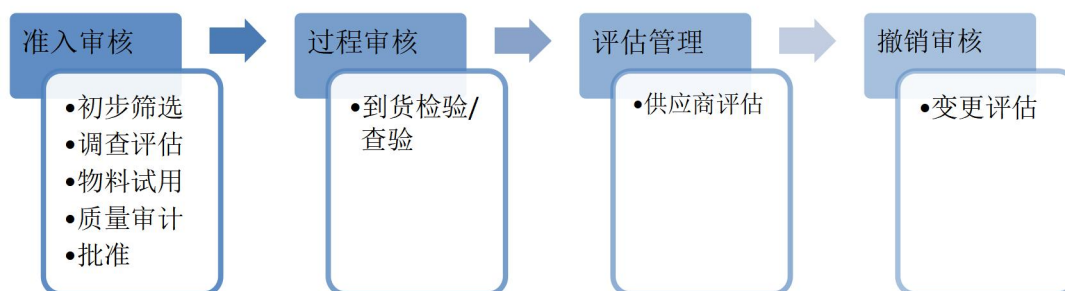 准入审核
•初步筛选
•调查评估
•物料试用
•质量审计
•批准
过程审核
•到货检验/
查验
评估管理
•供应商评估
撤销审核
•变更评估